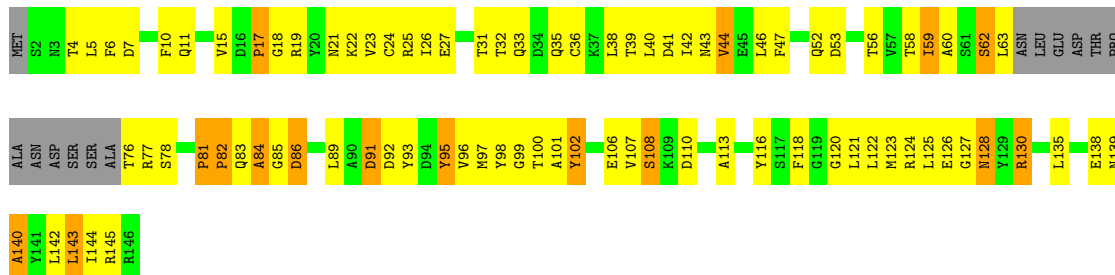 MET S2 N3 T4 L5 F6 D7 F10 Q11 V15 D16 P17 G18 R19 Y20 N21 K22 V23 C24 R25 I26 E27 T31 T32 Q33 D34 Q35 C36 K37 L38 T39 L40 D41 I42 N43 V44 E45 L46 F47 Q52 D53 T56 V57 T58 I59 A60 S61 S62 L63 ASN LEU GLU ASP THR PRO
ALA ASN ASP SER SER ALA T76 R77 S78 P81 P82 Q83 A84 G85 D86 L89 A90 D91 D92 Y93 D94 Y95 V96 M97 Y98 G99 T100 A101 Y102 E106 V107 S108 K109 D110 A113 Y116 S117 F118 G119 G120 L121 L122 M123 R124 L125 E126 G127 N128 Y129 R130 L135 E138 N139
A140 Y141 L142 L143 I144 R145 R146